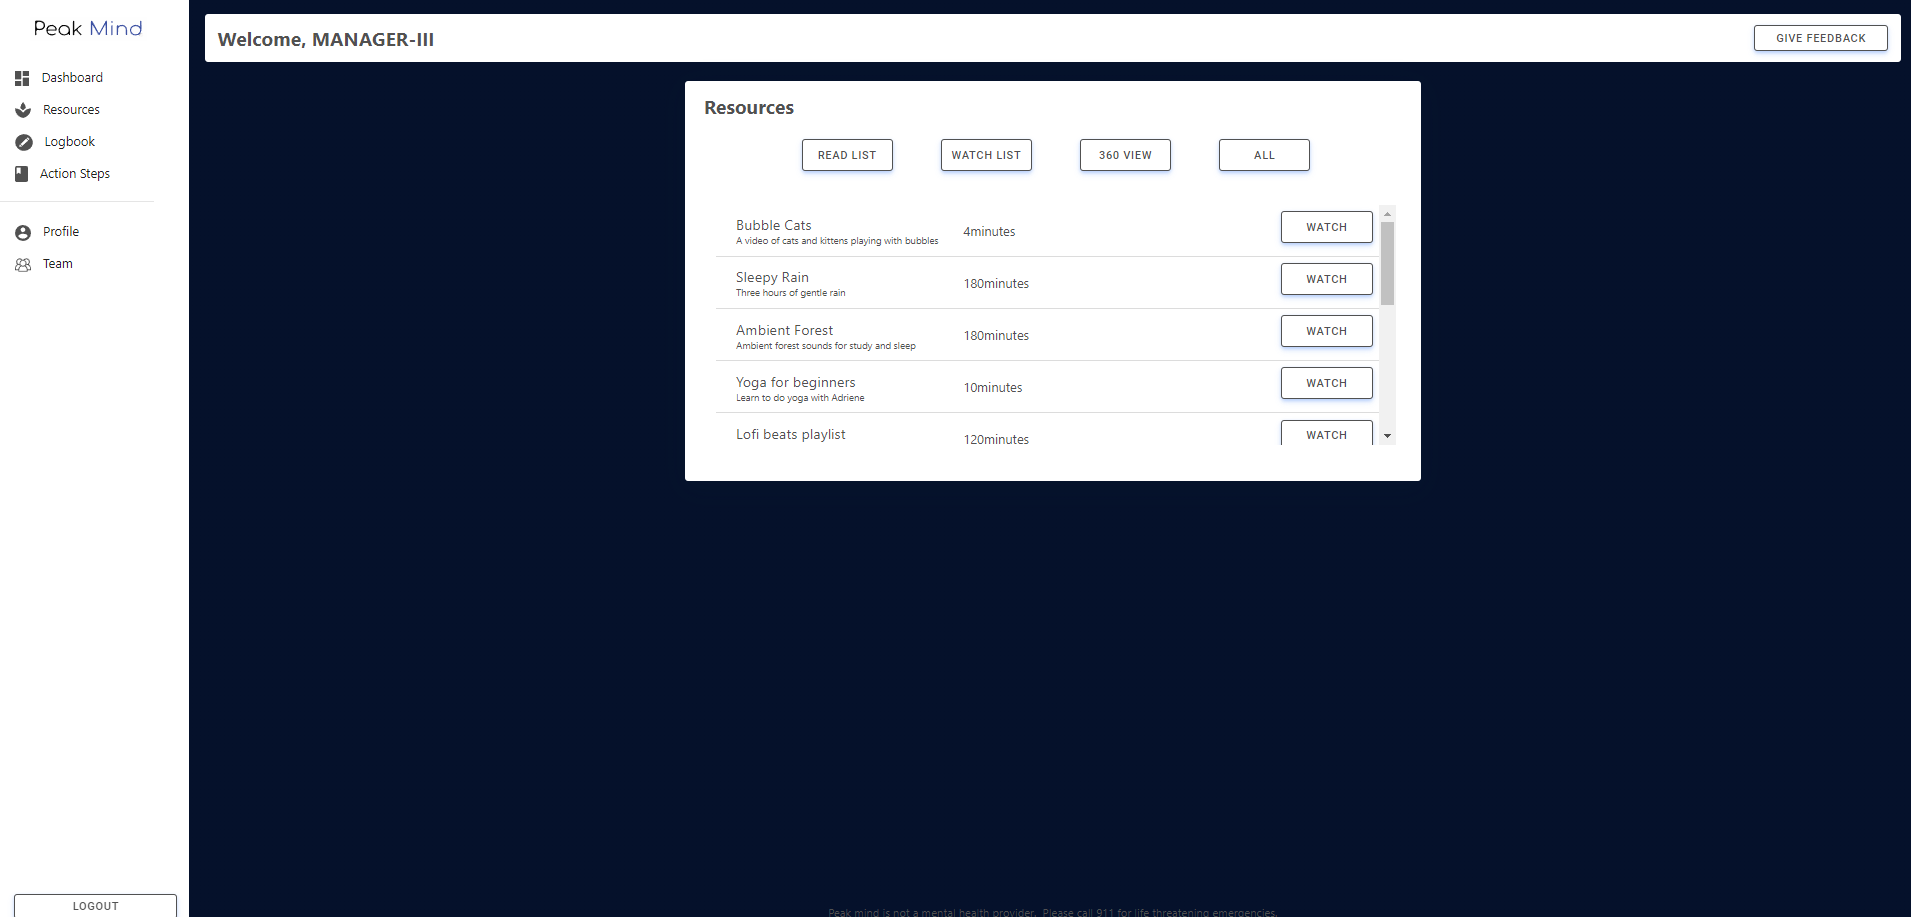 Peak Mind
Dashboard
Resources
Logbook
Action Steps
Profile
Team
LOGOUT
Welcome, MANAGER-III
GIVE FEEDBACK
Resources
READ LIST
WATCH LIST
360 VIEW
ALL
Bubble Cats
A video of cats and kittens playing with bubbles
4minutes
WATCH
Sleepy Rain
Three hours of gentle rain
180minutes
WATCH
Ambient Forest
Ambient forest sounds for study and sleep
180minutes
WATCH
Yoga for beginners
Learn to do yoga with Adriene
10minutes
WATCH
Lofi beats playlist
120minutes
WATCH
Peak mind is not a mental health provider. Please call 911 for life threatening emergencies.